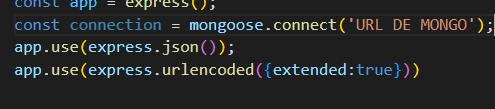 const app = express();
const connection = mongoose.connect('URL DE MONGO');
app.use(express.json());
app.use(express.urlencoded({extended:true}))